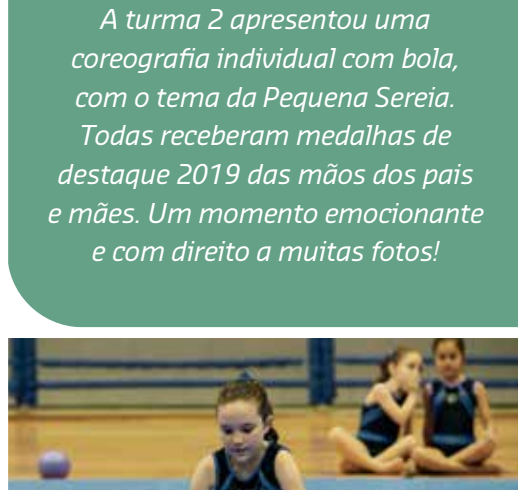 A turma 2 apresentou uma
coreografia individual com bola,
com o tema da Pequena Sereia.
Todas receberam medalhas de
destaque 2019 das mãos dos pais
e mães. Um momento emocionante
e com direito a muitas fotos!